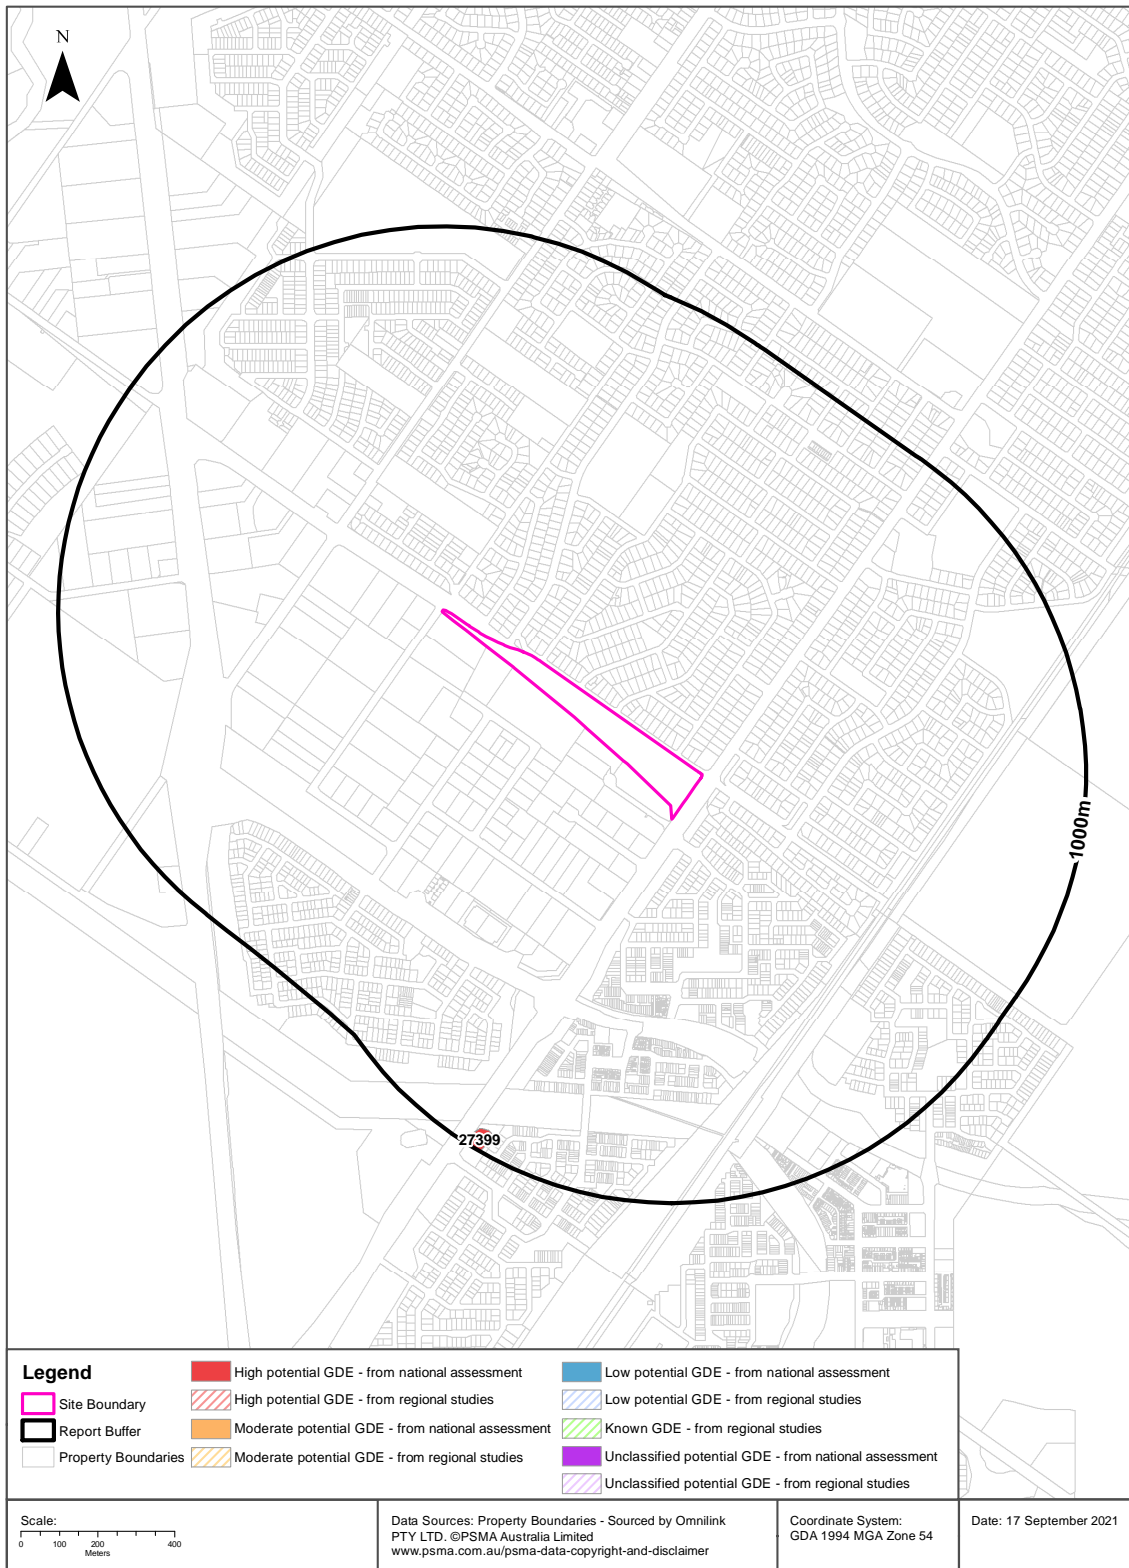 N
1000m
27399
Legend
Site Boundary
Report Buffer
Property Boundaries
High potential GDE - from national assessment
High potential GDE - from regional studies
Moderate potential GDE - from national assessment
Moderate potential GDE - from regional studies
Low potential GDE - from national assessment
Low potential GDE - from regional studies
Known GDE - from regional studies
Unclassified potential GDE - from national assessment
Unclassified potential GDE - from regional studies
Scale:
0 100 200 400
Meters
Data Sources: Property Boundaries - Sourced by Omnilink
PTY LTD. ©PSMA Australia Limited
www.psma.com.au/psma-data-copyright-and-disclaimer
Coordinate System:
GDA 1994 MGA Zone 54
Date: 17 September 2021